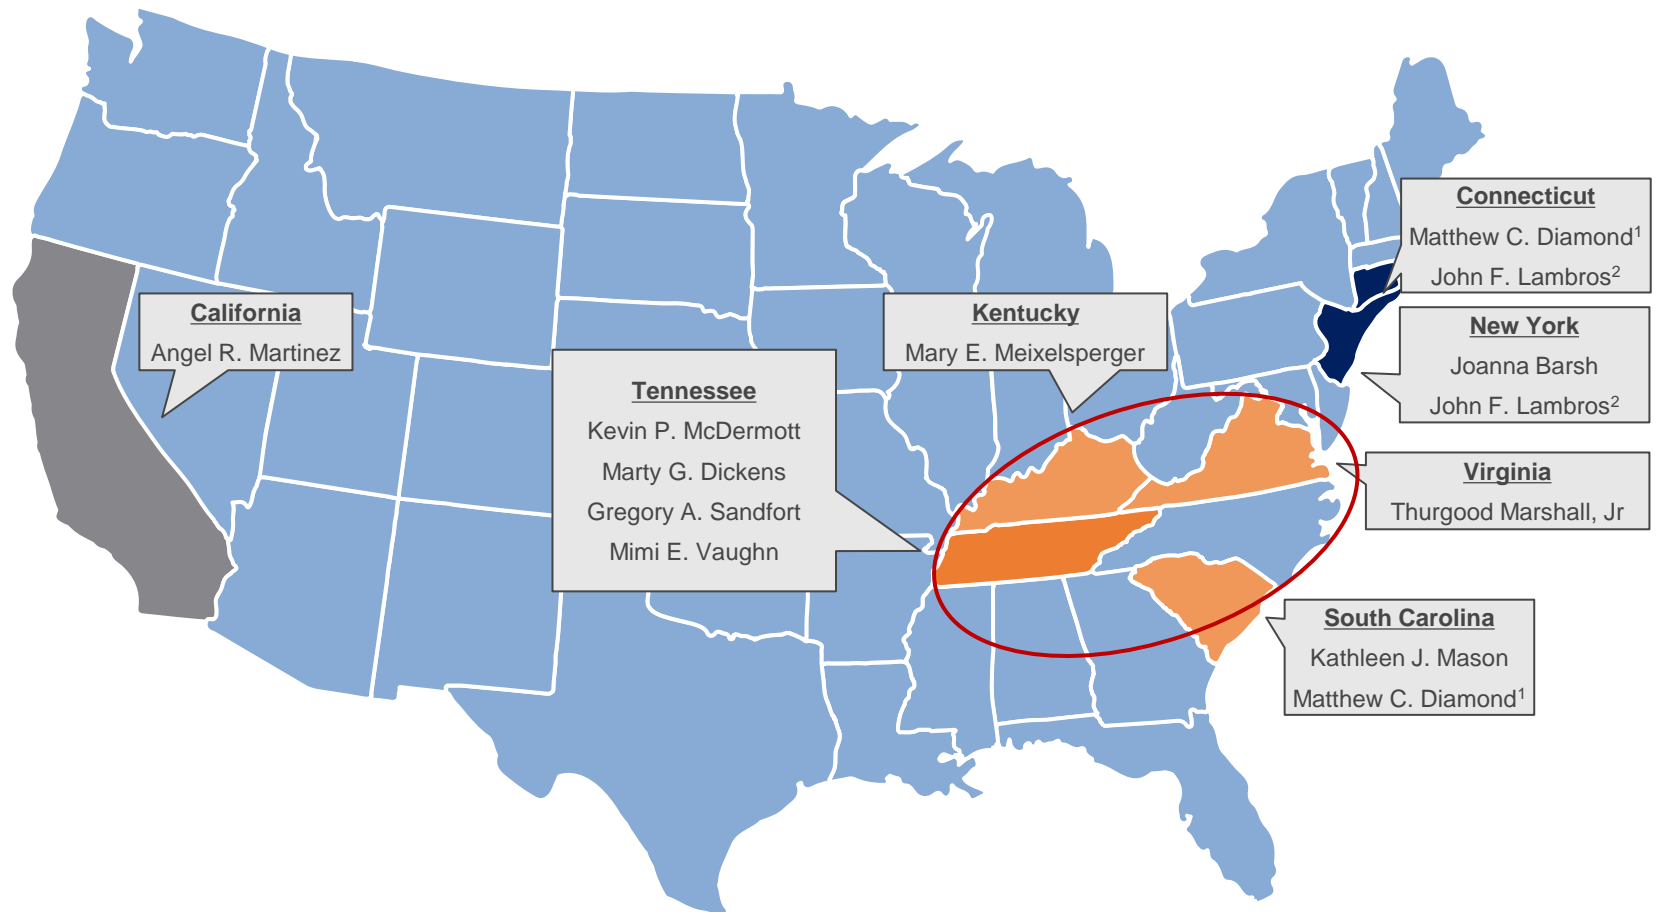 Connecticut
Matthew C. Diamond¹
John F. Lambros²
California
Angel R. Martinez
Kentucky
Mary E. Meixelsperger
New York
Joanna Barsh
John F. Lambros²
Tennessee
Kevin P. McDermott
Marty G. Dickens
Gregory A. Sandfort
Mimi E. Vaughn
Virginia
Thurgood Marshall, Jr
South Carolina
Kathleen J. Mason
Matthew C. Diamond¹